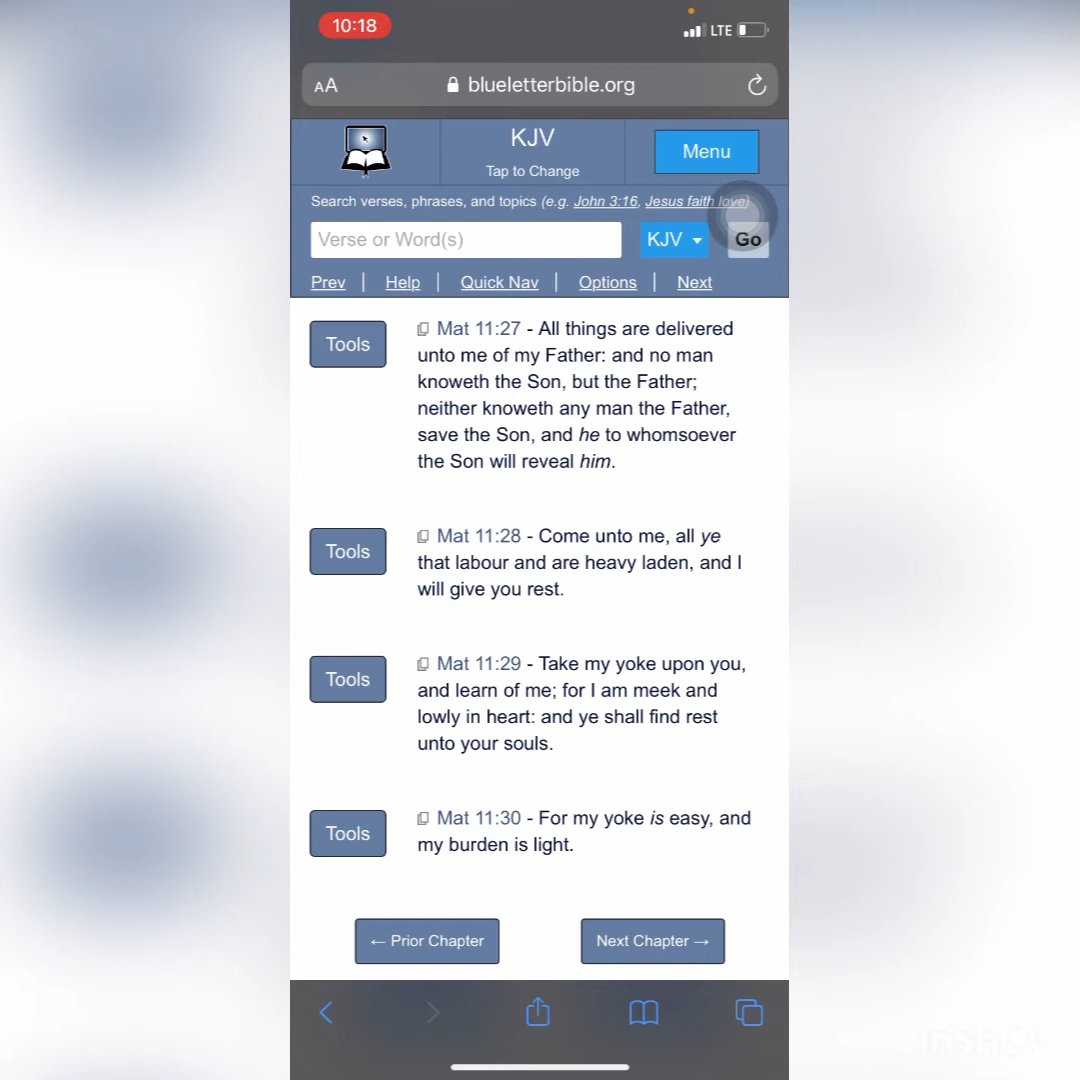 10:18
LTE
AA
blueletterbible.org
KJV
Tap to Change
Menu
Search verses, phrases, and topics (e.g. John 3:16, Jesus faith love)
Verse or Word(s)
KJV
Go
Prev | Help | Quick Nav | Options | Next
Tools
Mat 11:27 - All things are delivered
unto me of my Father: and no man
knoweth the Son, but the Father;
neither knoweth any man the Father,
save the Son, and he to whomsoever
the Son will reveal him.
Tools
Mat 11:28 - Come unto me, all ye
that labour and are heavy laden, and I
will give you rest.
Tools
Mat 11:29 - Take my yoke upon you,
and learn of me; for I am meek and
lowly in heart: and ye shall find rest
unto your souls.
Tools
Mat 11:30 - For my yoke is easy, and
my burden is light.
← Prior Chapter
Next Chapter →